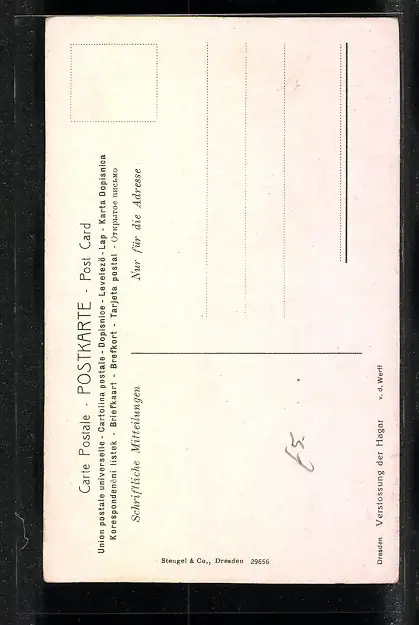 Carte Postale - POSTKARTE - Post Card
Union postale universelle - Cartolina postale - Dopisnice - Levelező-Lap - Karta Dopisnica
Korespondenční lístek - Briefkaart - Brefkort - Tarjeta postal - Открытое письмо
Schriftliche Mitteilungen
Nur für die Adresse
Stengel & Co., Dresden 29656
Dresden Verstossung der Hagar v. d. Werff